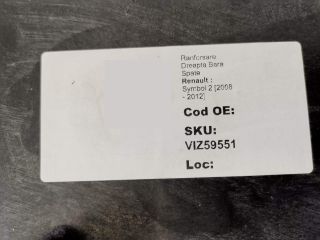 Ranforsare
Dreapta Bara
Spate
Renault :
Symbol 2 [2008
- 2012]
Cod OE:
SKU:
VIZ59551
Loc: